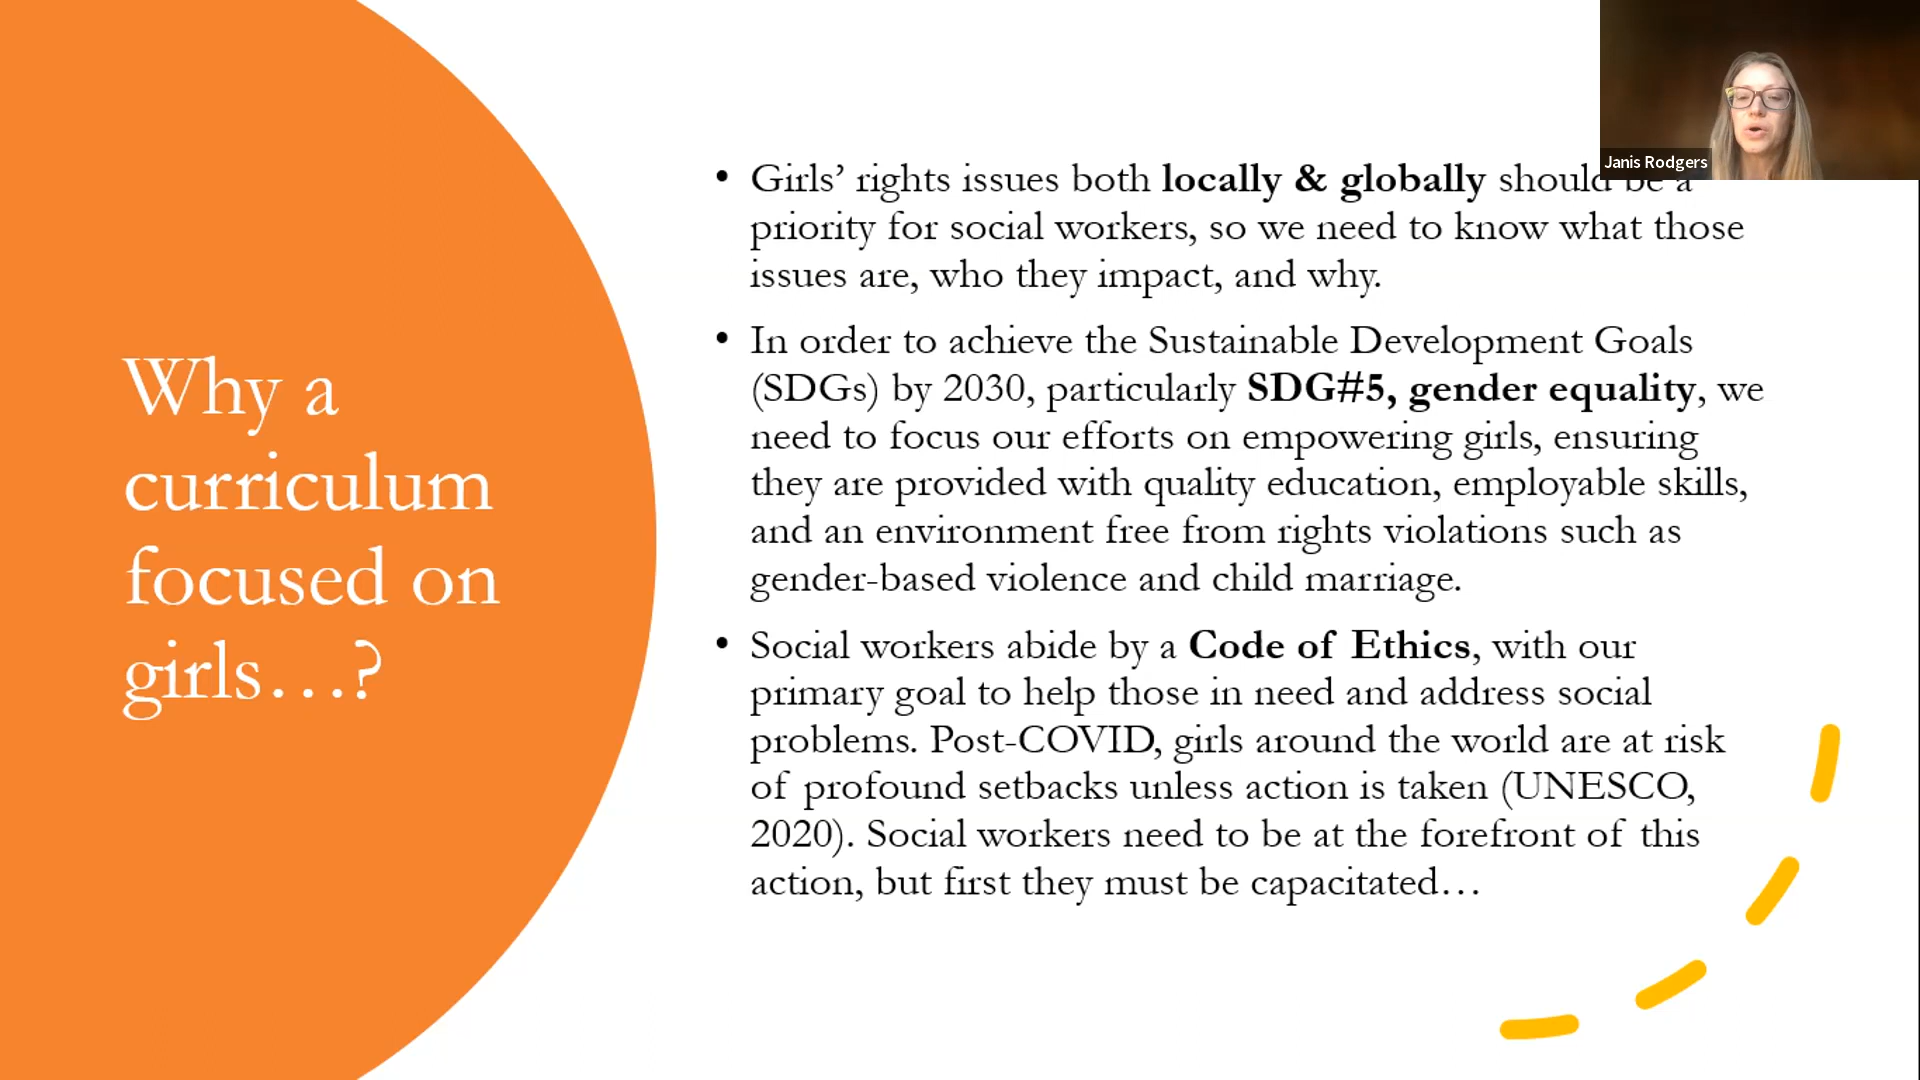 Janis Rodgers
Why a
curriculum
focused on
girls…?
• Girls’ rights issues both locally & globally should be a
priority for social workers, so we need to know what those
issues are, who they impact, and why.
• In order to achieve the Sustainable Development Goals
(SDGs) by 2030, particularly SDG#5, gender equality, we
need to focus our efforts on empowering girls, ensuring
they are provided with quality education, employable skills,
and an environment free from rights violations such as
gender-based violence and child marriage.
• Social workers abide by a Code of Ethics, with our
primary goal to help those in need and address social
problems. Post-COVID, girls around the world are at risk
of profound setbacks unless action is taken (UNESCO,
2020). Social workers need to be at the forefront of this
action, but first they must be capacitated…